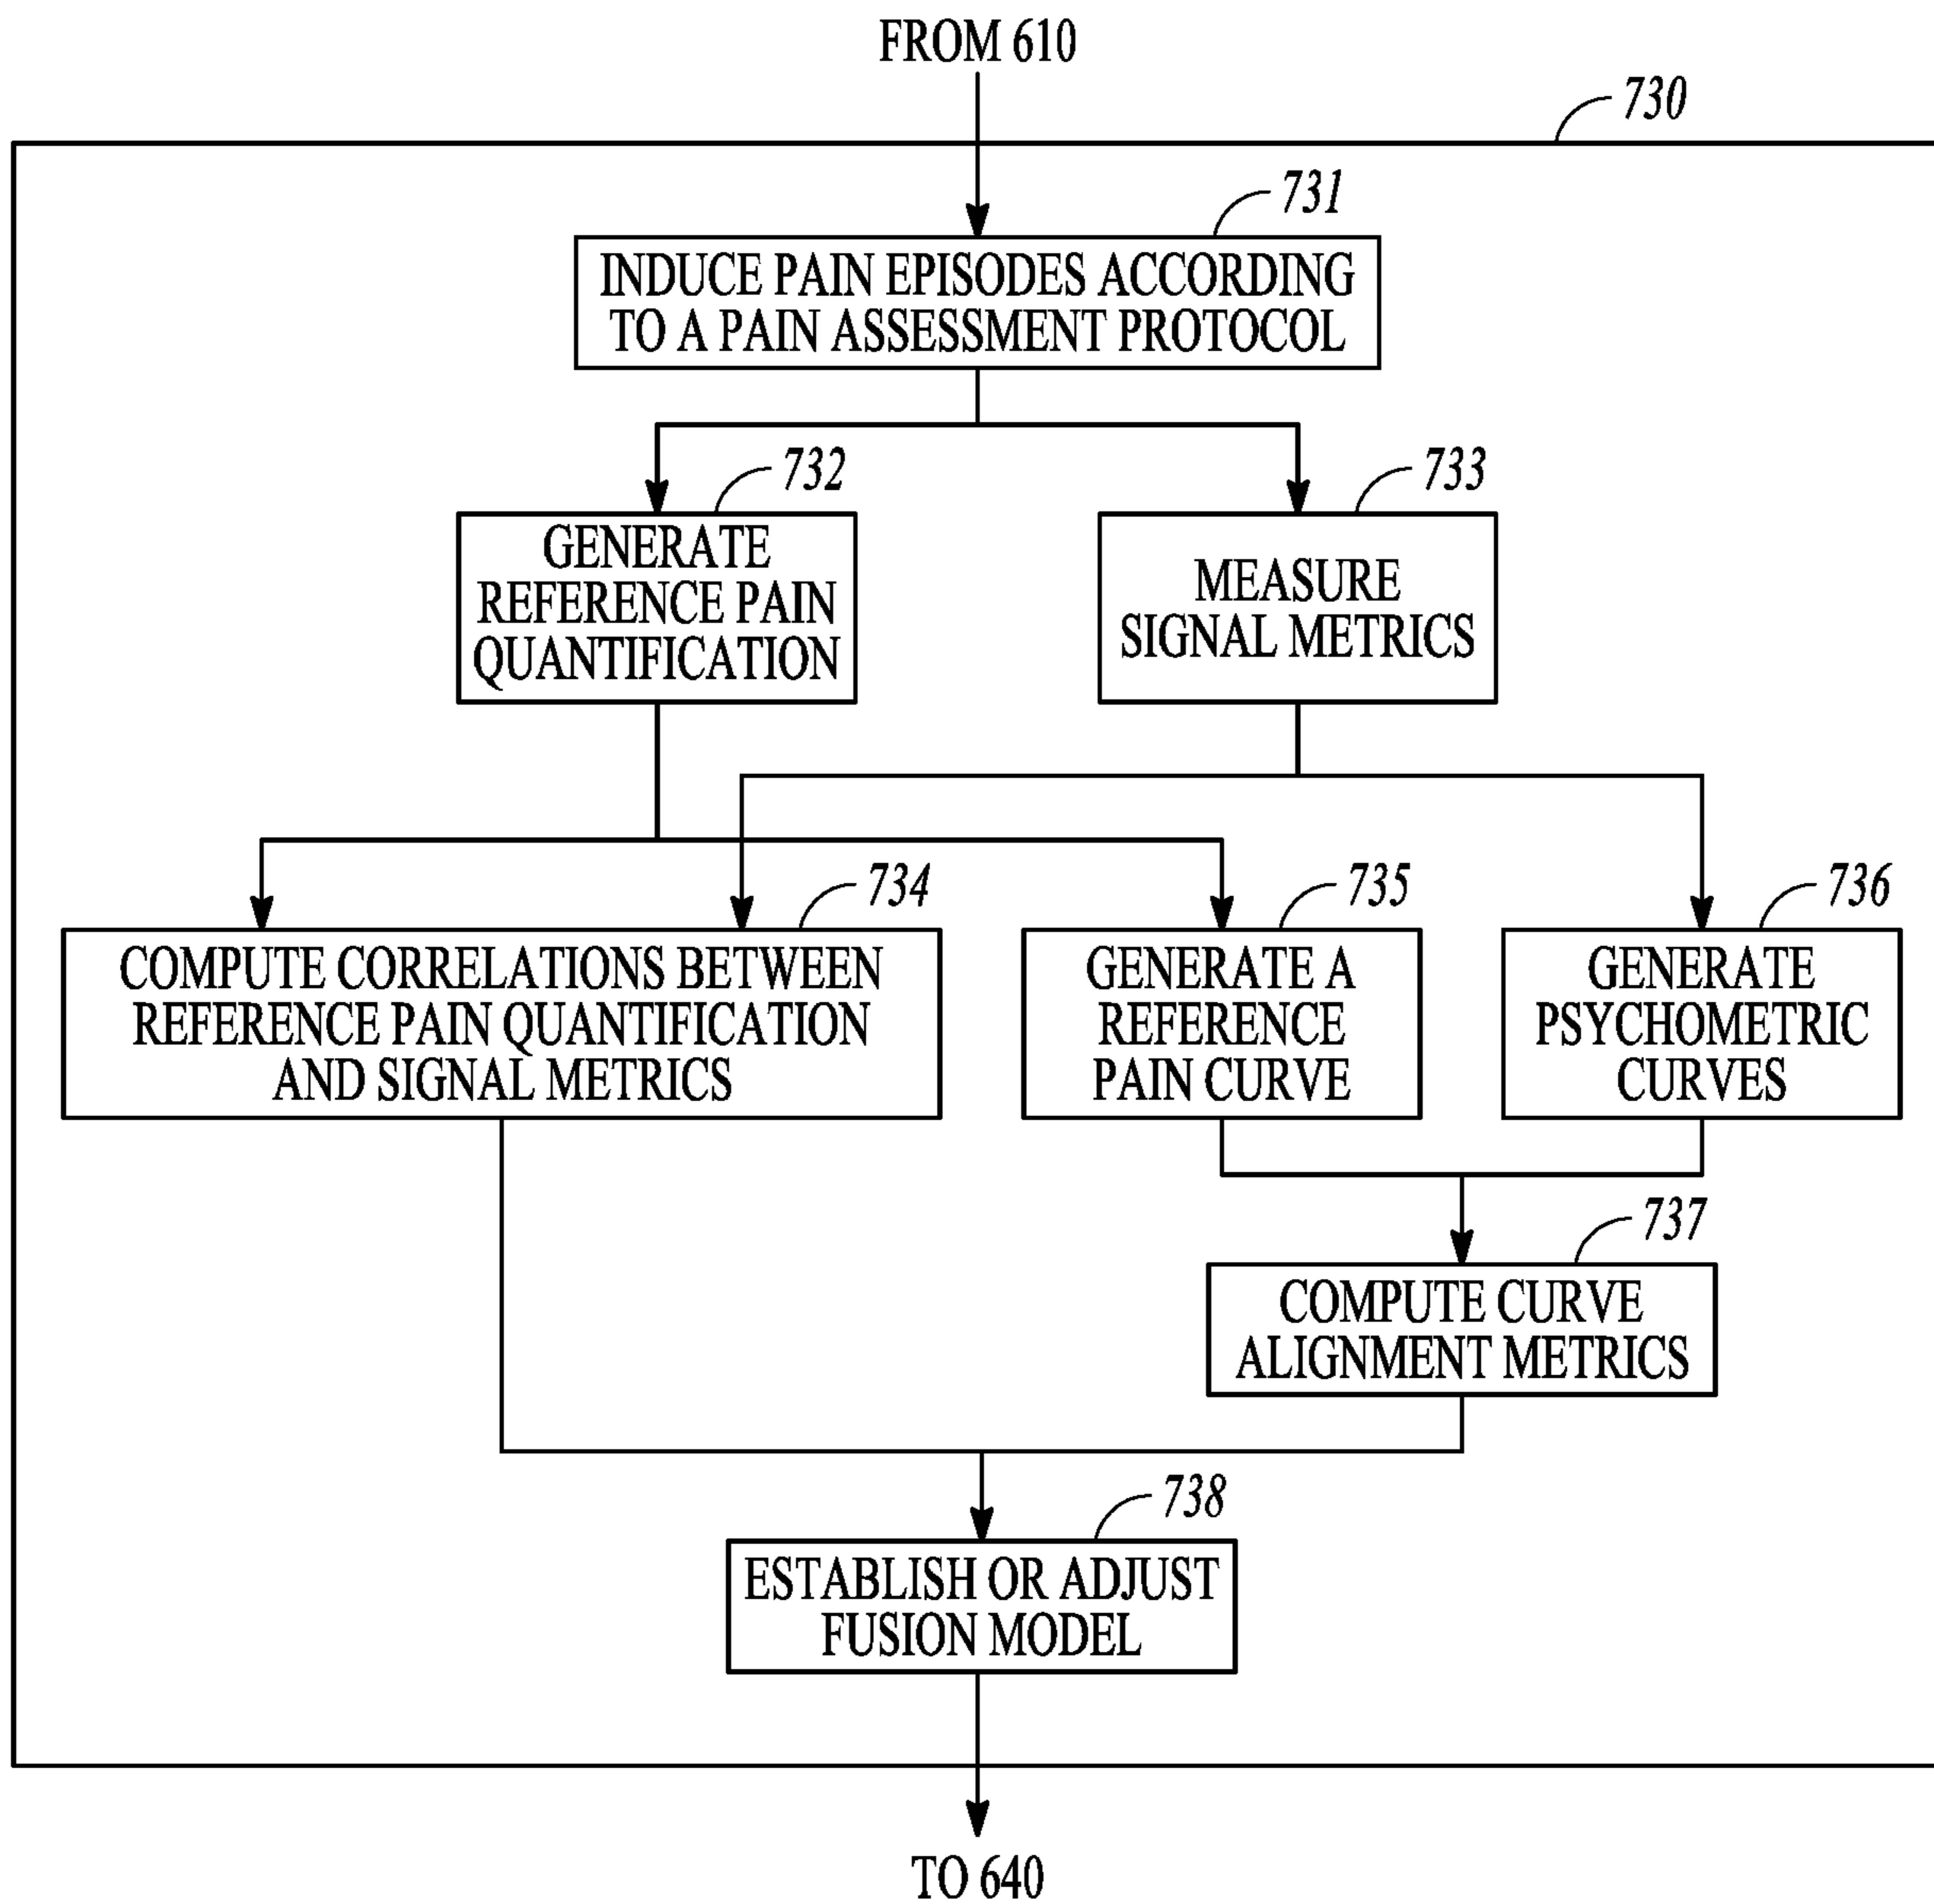 FROM 610
730
731
INDUCE PAIN EPISODES ACCORDING
TO A PAIN ASSESSMENT PROTOCOL
732
GENERATE
REFERENCE PAIN
QUANTIFICATION
733
MEASURE
SIGNAL METRICS
734
COMPUTE CORRELATIONS BETWEEN
REFERENCE PAIN QUANTIFICATION
AND SIGNAL METRICS
735
GENERATE A
REFERENCE
PAIN CURVE
736
GENERATE
PSYCHOMETRIC
CURVES
737
COMPUTE CURVE
ALIGNMENT METRICS
738
ESTABLISH OR ADJUST
FUSION MODEL
TO 640